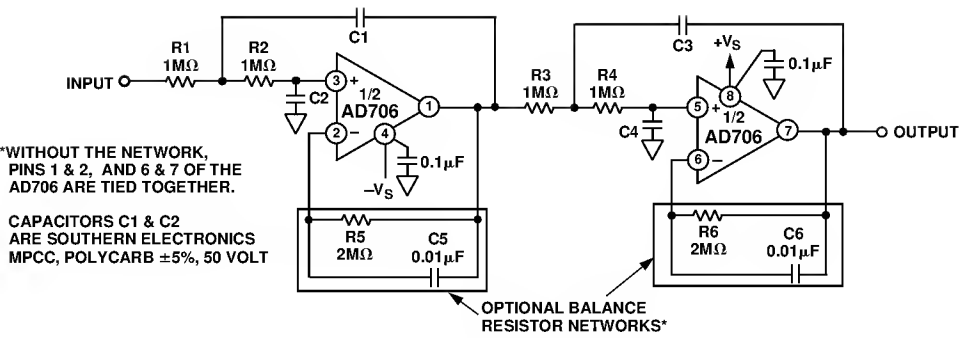 C1
C3
+VS
R1
1MΩ
R2
1MΩ
R3
1MΩ
R4
1MΩ
0.1µF
INPUT
3
+
1/2
AD706
1
2
−
4
C2
0.1µF
−VS
8
5
+
1/2
AD706
7
6
−
C4
OUTPUT
*WITHOUT THE NETWORK,
PINS 1 & 2, AND 6 & 7 OF THE
AD706 ARE TIED TOGETHER.
CAPACITORS C1 & C2
ARE SOUTHERN ELECTRONICS
MPCC, POLYCARB ±5%, 50 VOLT
R5
2MΩ
C5
0.01µF
R6
2MΩ
C6
0.01µF
OPTIONAL BALANCE
RESISTOR NETWORKS*